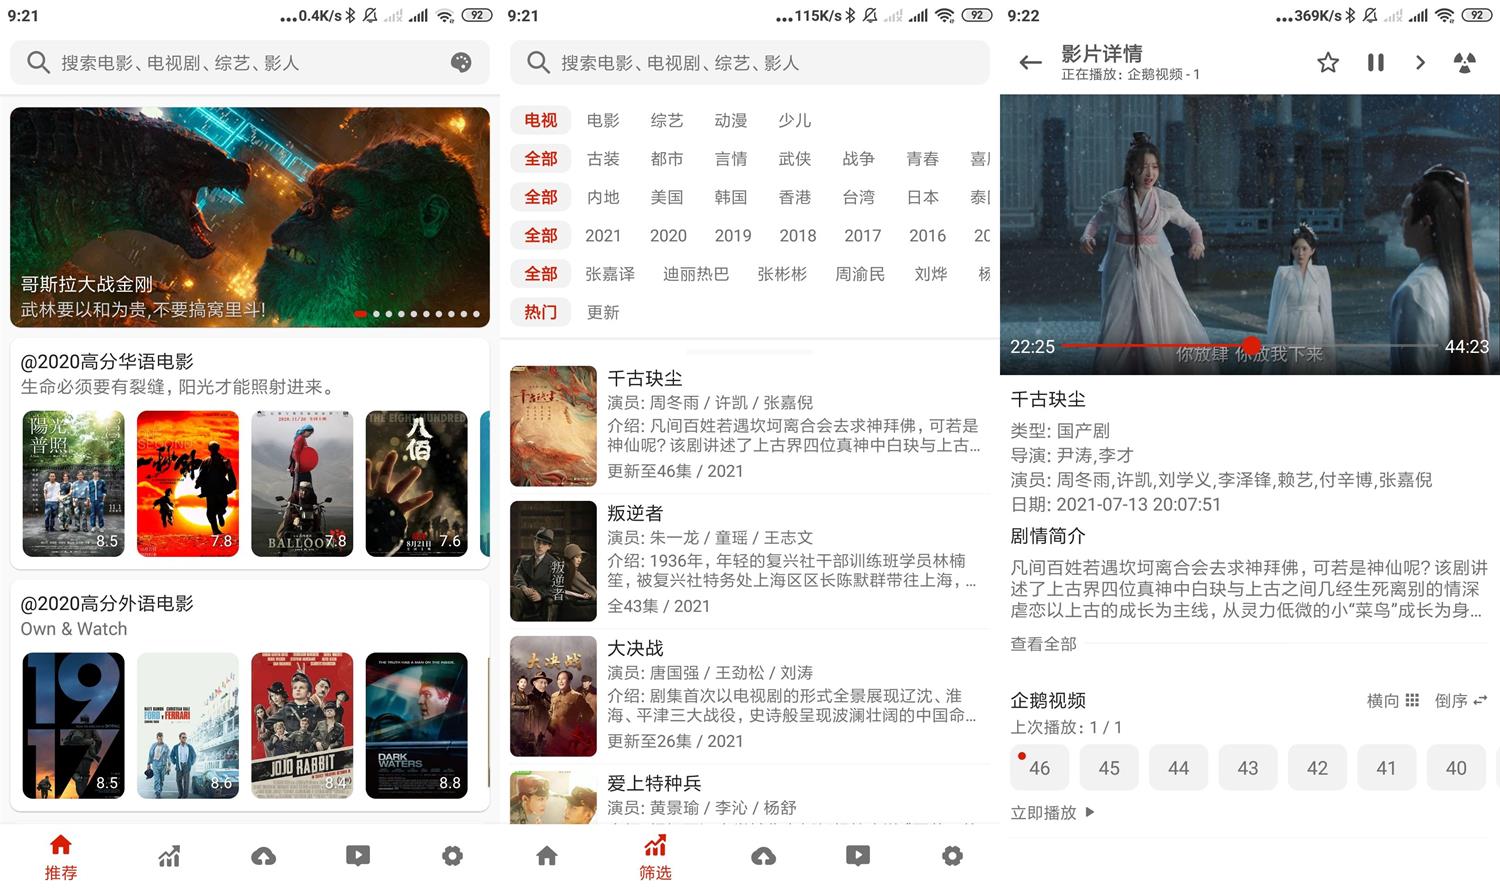 9:21
0.4K/s
92
搜索电影、电视剧、综艺、影人
哥斯拉大战金刚
武林要以和为贵,不要搞窝里斗!
@2020高分华语电影
生命必须要有裂缝，阳光才能照射进来。
陽光普照
8.5
7.8
BALLOON
7.8
THE EIGHT HUNDRED
八佰
8月21日
7.6
@2020高分外语电影
Own & Watch
1917
8.5
MATT DAMON
CHRISTIAN BALE
FORD v FERRARI
8.6
JOJO RABBIT
8.4
THE TRUTH HAS A MAN ON THE INSIDE
DARK WATERS
8.8
推荐
9:21
115K/s
92
搜索电影、电视剧、综艺、影人
电视 电影 综艺 动漫 少儿
全部 古装 都市 言情 武侠 战争 青春 喜
全部 内地 美国 韩国 香港 台湾 日本 泰
全部 2021 2020 2019 2018 2017 2016 20
全部 张嘉译 迪丽热巴 张彬彬 周渝民 刘烨 杨
热门 更新
千古玦尘
千古玦尘
演员: 周冬雨 / 许凯 / 张嘉倪
介绍: 凡间百姓若遇坎坷离合会去求神拜佛，可若是
神仙呢? 该剧讲述了上古界四位真神中白玦与上古...
更新至46集 / 2021
叛逆者
叛逆者
演员: 朱一龙 / 童瑶 / 王志文
介绍: 1936年，年轻的复兴社干部训练班学员林楠
笙，被复兴社特务处上海区区长陈默群带往上海，...
全43集 / 2021
大决战
大决战
演员: 唐国强 / 王劲松 / 刘涛
介绍: 剧集首次以电视剧的形式全景展现辽沈、淮
海、平津三大战役，史诗般呈现波澜壮阔的中国命...
更新至26集 / 2021
爱上特种兵
演员: 黄景瑜 / 李沁 / 杨舒
筛选
9:22
369K/s
92
影片详情
正在播放: 企鹅视频 - 1
22:25
44:23
你放肆 你放我下来
千古玦尘
类型: 国产剧
导演: 尹涛,李才
演员: 周冬雨,许凯,刘学义,李泽锋,赖艺,付辛博,张嘉倪
日期: 2021-07-13 20:07:51
剧情简介
凡间百姓若遇坎坷离合会去求神拜佛，可若是神仙呢? 该剧讲
述了上古界四位真神中白玦与上古之间几经生死离别的情深
虐恋以上古的成长为主线，从灵力低微的小“菜鸟”成长为身...
查看全部
企鹅视频
横向
倒序
上次播放: 1 / 1
46 45 44 43 42 41 40
立即播放